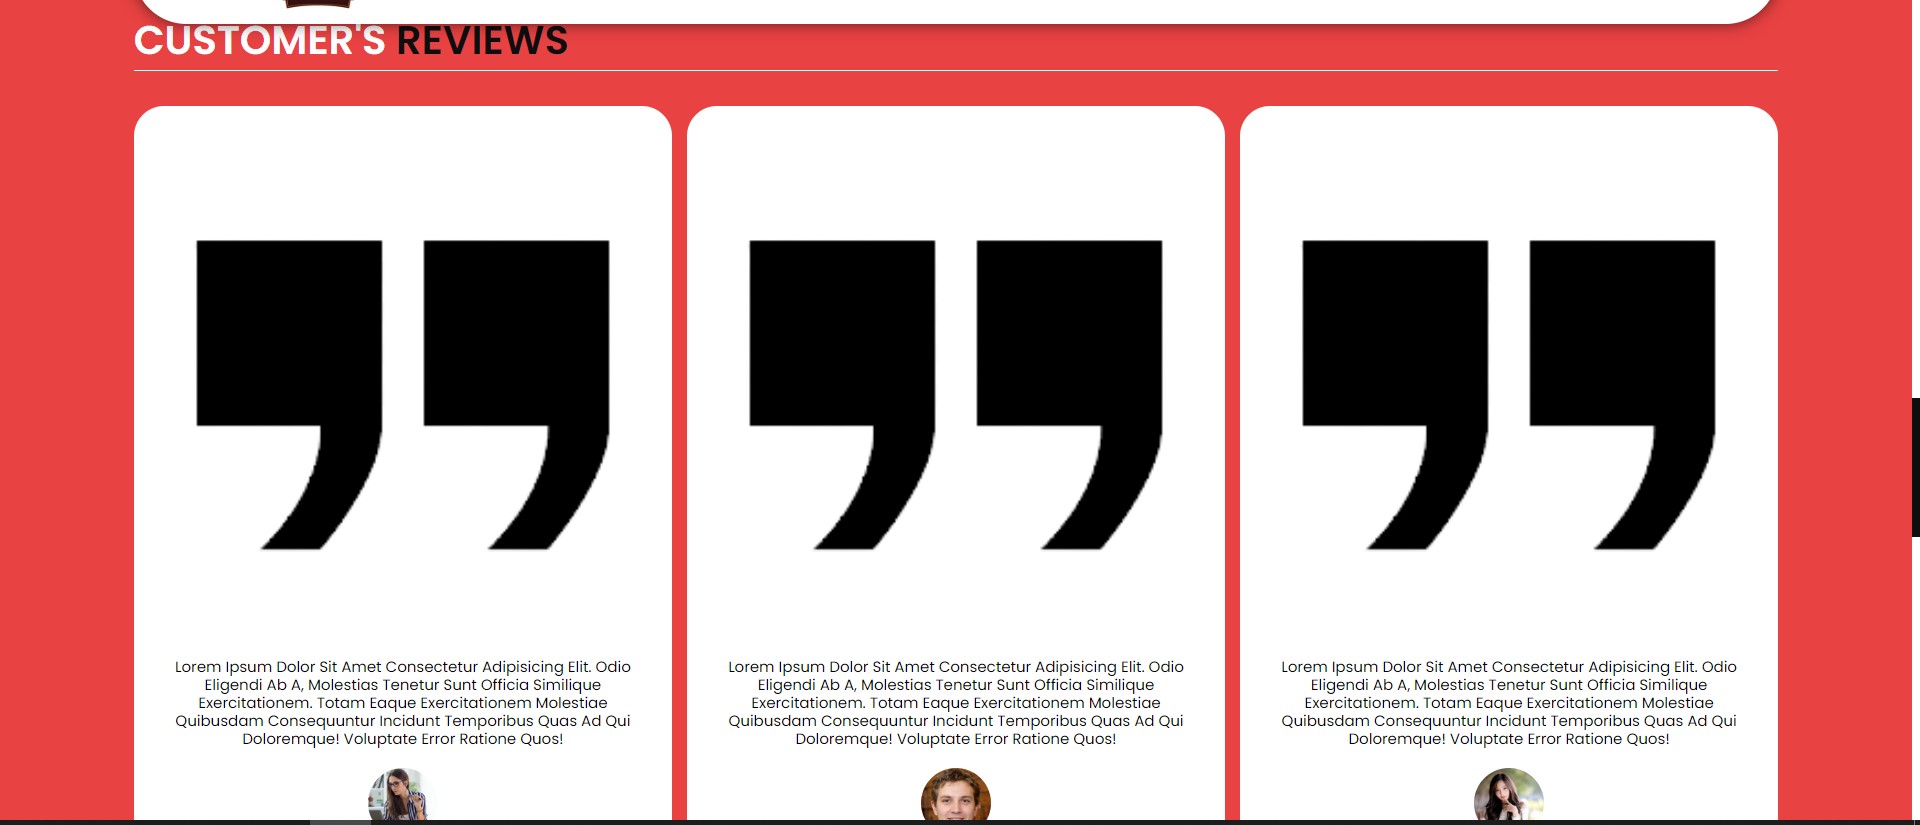 CUSTOMER'S REVIEWS
Lorem Ipsum Dolor Sit Amet Consectetur Adipisicing Elit. Odio
Eligendi Ab A, Molestias Tenetur Sunt Officia Similique
Exercitationem. Totam Eaque Exercitationem Molestiae
Quibusdam Consequuntur Incidunt Temporibus Quas Ad Qui
Doloremque! Voluptate Error Ratione Quos!
Lorem Ipsum Dolor Sit Amet Consectetur Adipisicing Elit. Odio
Eligendi Ab A, Molestias Tenetur Sunt Officia Similique
Exercitationem. Totam Eaque Exercitationem Molestiae
Quibusdam Consequuntur Incidunt Temporibus Quas Ad Qui
Doloremque! Voluptate Error Ratione Quos!
Lorem Ipsum Dolor Sit Amet Consectetur Adipisicing Elit. Odio
Eligendi Ab A, Molestias Tenetur Sunt Officia Similique
Exercitationem. Totam Eaque Exercitationem Molestiae
Quibusdam Consequuntur Incidunt Temporibus Quas Ad Qui
Doloremque! Voluptate Error Ratione Quos!